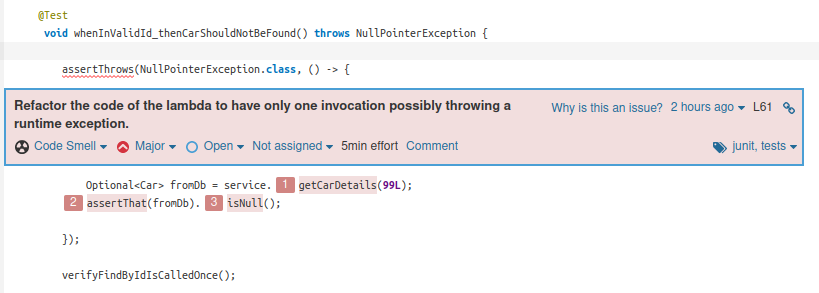 @Test
void whenInValidId_thenCarShouldNotBeFound() throws NullPointerException {
assertThrows(NullPointerException.class, () -> {
Refactor the code of the lambda to have only one invocation possibly throwing a
runtime exception.
Why is this an issue? 2 hours ago L61
Code Smell Major Open Not assigned 5min effort Comment junit, tests
Optional<Car> fromDb = service. 1 getCarDetails(99L);
2 assertThat(fromDb). 3 isNull();
});
verifyFindByIdIsCalledOnce();